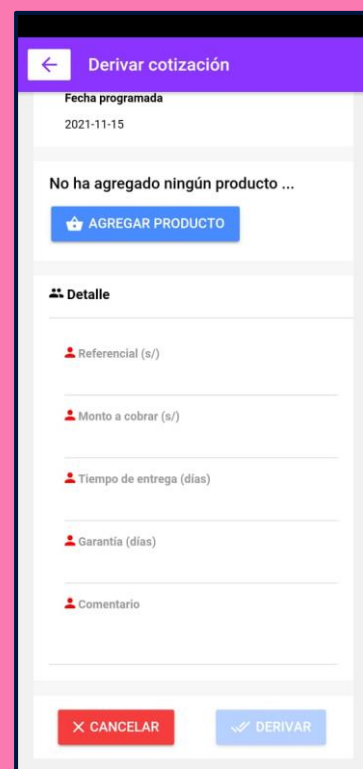 Derivar cotización
Fecha programada
2021-11-15
No ha agregado ningún producto ...
AGREGAR PRODUCTO
Detalle
Referencial (s/)
Monto a cobrar (s/)
Tiempo de entrega (días)
Garantía (días)
Comentario
CANCELAR
DERIVAR